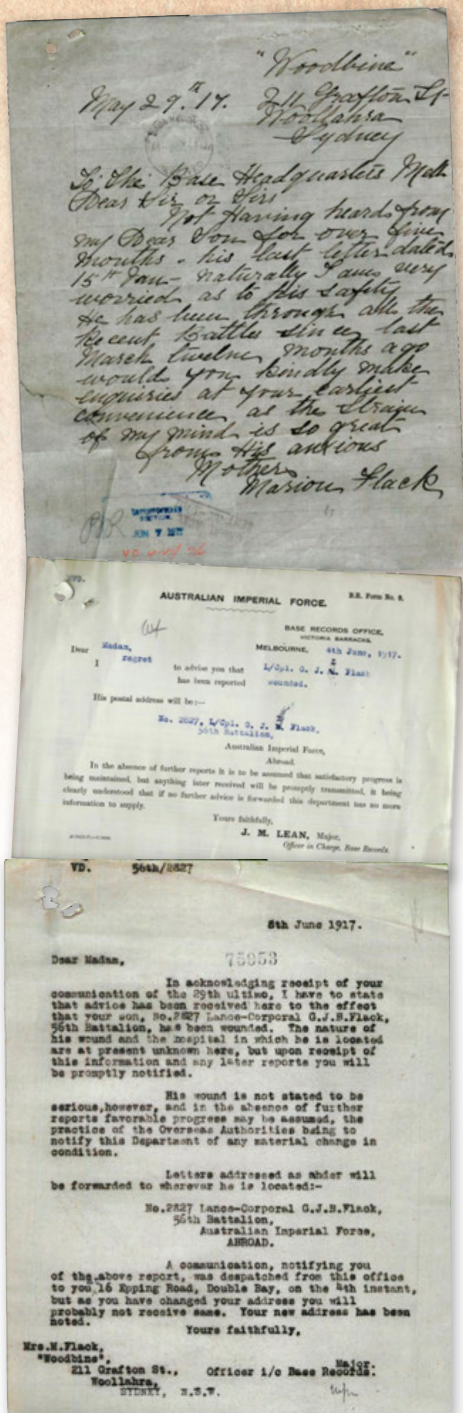 "Woodbine"
May 29.th 17. 211 Grafton St
Woollahra
Sydney
To The Base Headquarters Melb
Dear Sir or Sirs
Not Having heard from
my Dear Son for over five
months - his last letter dated
15th Jan - naturally I am very
worried as to his safety
He has been through all the
Recent Battles since last
March twelve months ago
would you kindly make
enquiries at your earliest
convenience as the strain
of my mind is so great
from His anxious
Mother
Marion Flack
JUN 7 1917
AUSTRALIAN IMPERIAL FORCE.
B.R. Form No. 8.
BASE RECORDS OFFICE,
VICTORIA BARRACKS,
MELBOURNE, 4th June, 1917.
Dear Madam,
I regret to advise you that L/Cpl. G. J. Flack
has been reported wounded.
His postal address will be:—
No. 2827, L/Cpl. G. J. Flack,
56th Battalion,
Australian Imperial Force,
Abroad.
In the absence of further reports it is to be assumed that satisfactory progress is
being maintained, but anything later received will be promptly transmitted, it being
clearly understood that if no further advice is forwarded this department has no more
information to supply.
Yours faithfully,
J. M. LEAN, Major,
Officer in Charge, Base Records.
VD. 56th/2827
8th June 1917.
Dear Madam,
75953
In acknowledging receipt of your
communication of the 29th ultimo, I have to state
that advice has been received here to the effect
that your son, No.2827 Lance-Corporal G.J.B.Flack,
56th Battalion, has been wounded. The nature of
his wound and the hospital in which he is located
are at present unknown here, but upon receipt of
this information and any later reports you will
be promptly notified.
His wound is not stated to be
serious,however, and in the absence of further
reports favorable progress may be assumed, the
practice of the Overseas Authorities being to
notify this Department of any material change in
condition.
Letters addressed as under will
be forwarded to wherever he is located:-
No.2827 Lance-Corporal G.J.B.Flack,
56th Battalion,
Australian Imperial Force,
ABROAD.
A communication, notifying you
of the above report, was despatched from this office
to you,16 Epping Road, Double Bay, on the 4th instant,
but as you have changed your address you will
probably not receive same. Your new address has been
noted.
Yours faithfully,
Mrs.M.Flack,
"Woodbine",
Major.
211 Grafton St., Officer i/c Base Records.
Woollahra,
SYDNEY, N.S.W.